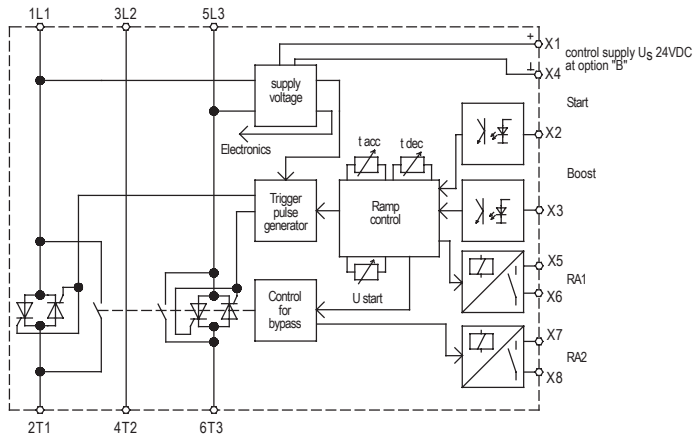 1L1 3L2 5L3
+
X1
control supply US 24VDC
at option "B"
⊥
X4
supply
voltage
Start
Electronics
t acc
t dec
X2
Boost
Trigger
pulse
generator
Ramp
control
X3
U start
X5
RA1
X6
Control
for
bypass
X7
RA2
X8
2T1 4T2 6T3